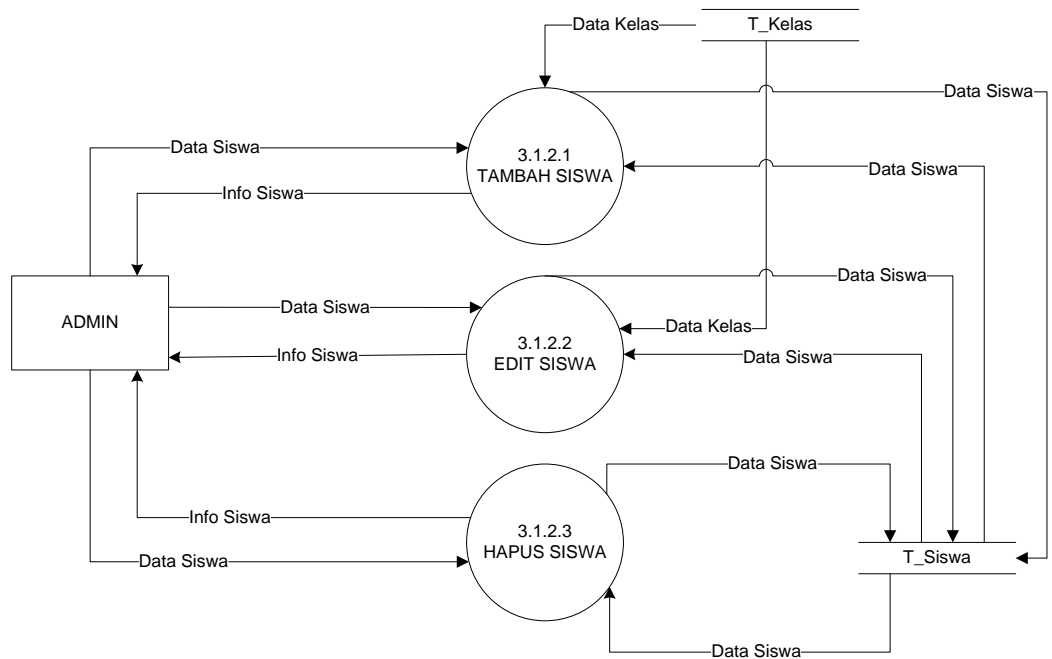 Data Kelas
T_Kelas
Data Siswa
Data Siswa
3.1.2.1
TAMBAH SISWA
Data Siswa
Info Siswa
Data Siswa
Data Siswa
ADMIN
Data Kelas
3.1.2.2
EDIT SISWA
Info Siswa
Data Siswa
Data Siswa
Info Siswa
3.1.2.3
HAPUS SISWA
Data Siswa
T_Siswa
Data Siswa